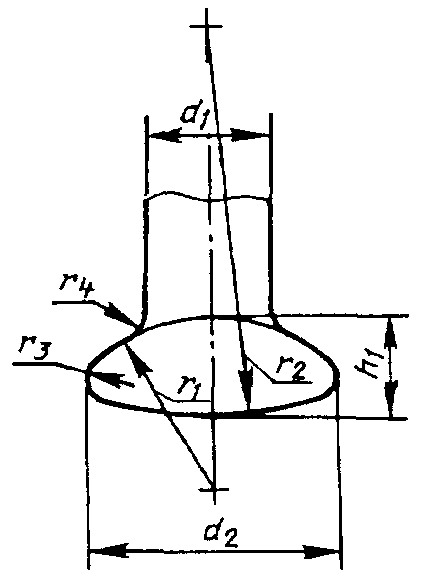 d₁
r₄
r₃
r₁
r₂
h₁
d₂